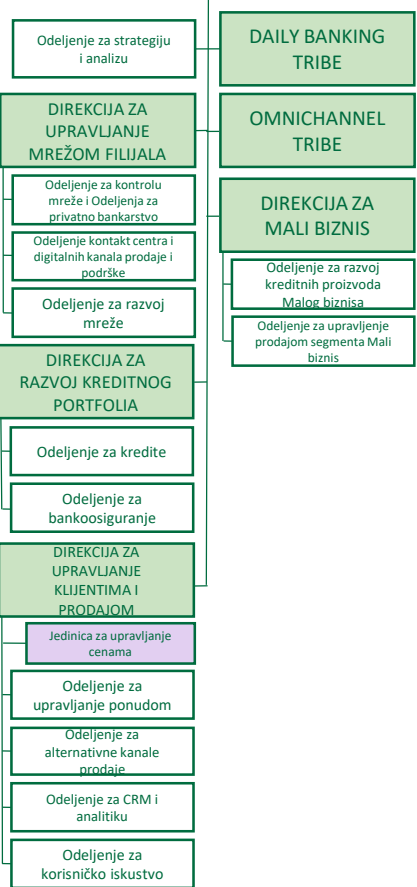 Odeljenje za strategiju
i analizu
DIREKCIJA ZA
UPRAVLJANJE
MREŽOM FILIJALA
Odeljenje za kontrolu
mreže i Odeljenja za
privatno bankarstvo
Odeljenje kontakt centra i
digitalnih kanala prodaje i
podrške
Odeljenje za razvoj
mreže
DIREKCIJA ZA
RAZVOJ KREDITNOG
PORTFOLIA
Odeljenje za kredite
Odeljenje za
bankoosiguranje
DIREKCIJA ZA
UPRAVLJANJE
KLIJENTIMA I
PRODAJOM
Jedinica za upravljanje
cenama
Odeljenje za
upravljanje ponudom
Odeljenje za
alternativne kanale
prodaje
Odeljenje za CRM i
analitiku
Odeljenje za
korisničko iskustvo
DAILY BANKING
TRIBE
OMNICHANNEL
TRIBE
DIREKCIJA ZA
MALI BIZNIS
Odeljenje za razvoj
kreditnih proizvoda
Malog biznisa
Odeljenje za upravljenje
prodajom segmenta Mali
biznis